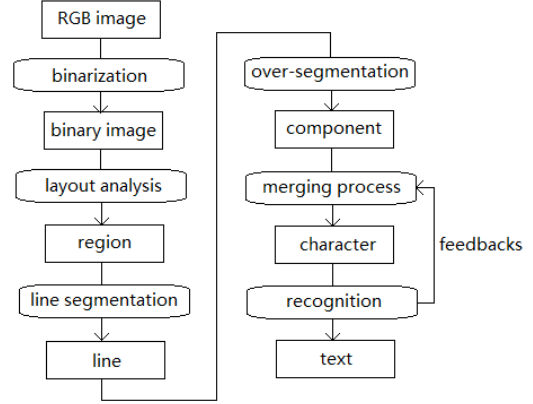 RGB image
binarization
binary image
layout analysis
region
line segmentation
line
over-segmentation
component
merging process
character
feedbacks
recognition
text